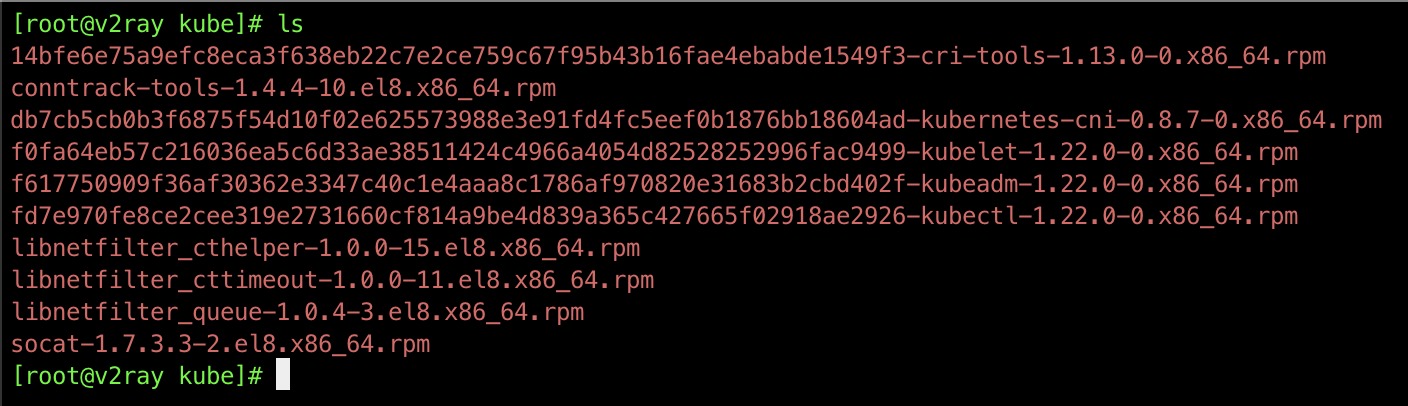 [root@v2ray kube]# ls
14bfe6e75a9efc8eca3f638eb22c7e2ce759c67f95b43b16fae4ebabde1549f3-cri-tools-1.13.0-0.x86_64.rpm
conntrack-tools-1.4.4-10.el8.x86_64.rpm
db7cb5cb0b3f6875f54d10f02e625573988e3e91fd4fc5eef0b1876bb18604ad-kubernetes-cni-0.8.7-0.x86_64.rpm
f0fa64eb57c216036ea5c6d33ae38511424c4966a4054d82528252996fac9499-kubelet-1.22.0-0.x86_64.rpm
f617750909f36af30362e3347c40c1e4aaa8c1786af970820e31683b2cbd402f-kubeadm-1.22.0-0.x86_64.rpm
fd7e970fe8ce2cee319e2731660cf814a9be4d839a365c427665f02918ae2926-kubectl-1.22.0-0.x86_64.rpm
libnetfilter_cthelper-1.0.0-15.el8.x86_64.rpm
libnetfilter_cttimeout-1.0.0-11.el8.x86_64.rpm
libnetfilter_queue-1.0.4-3.el8.x86_64.rpm
socat-1.7.3.3-2.el8.x86_64.rpm
[root@v2ray kube]#